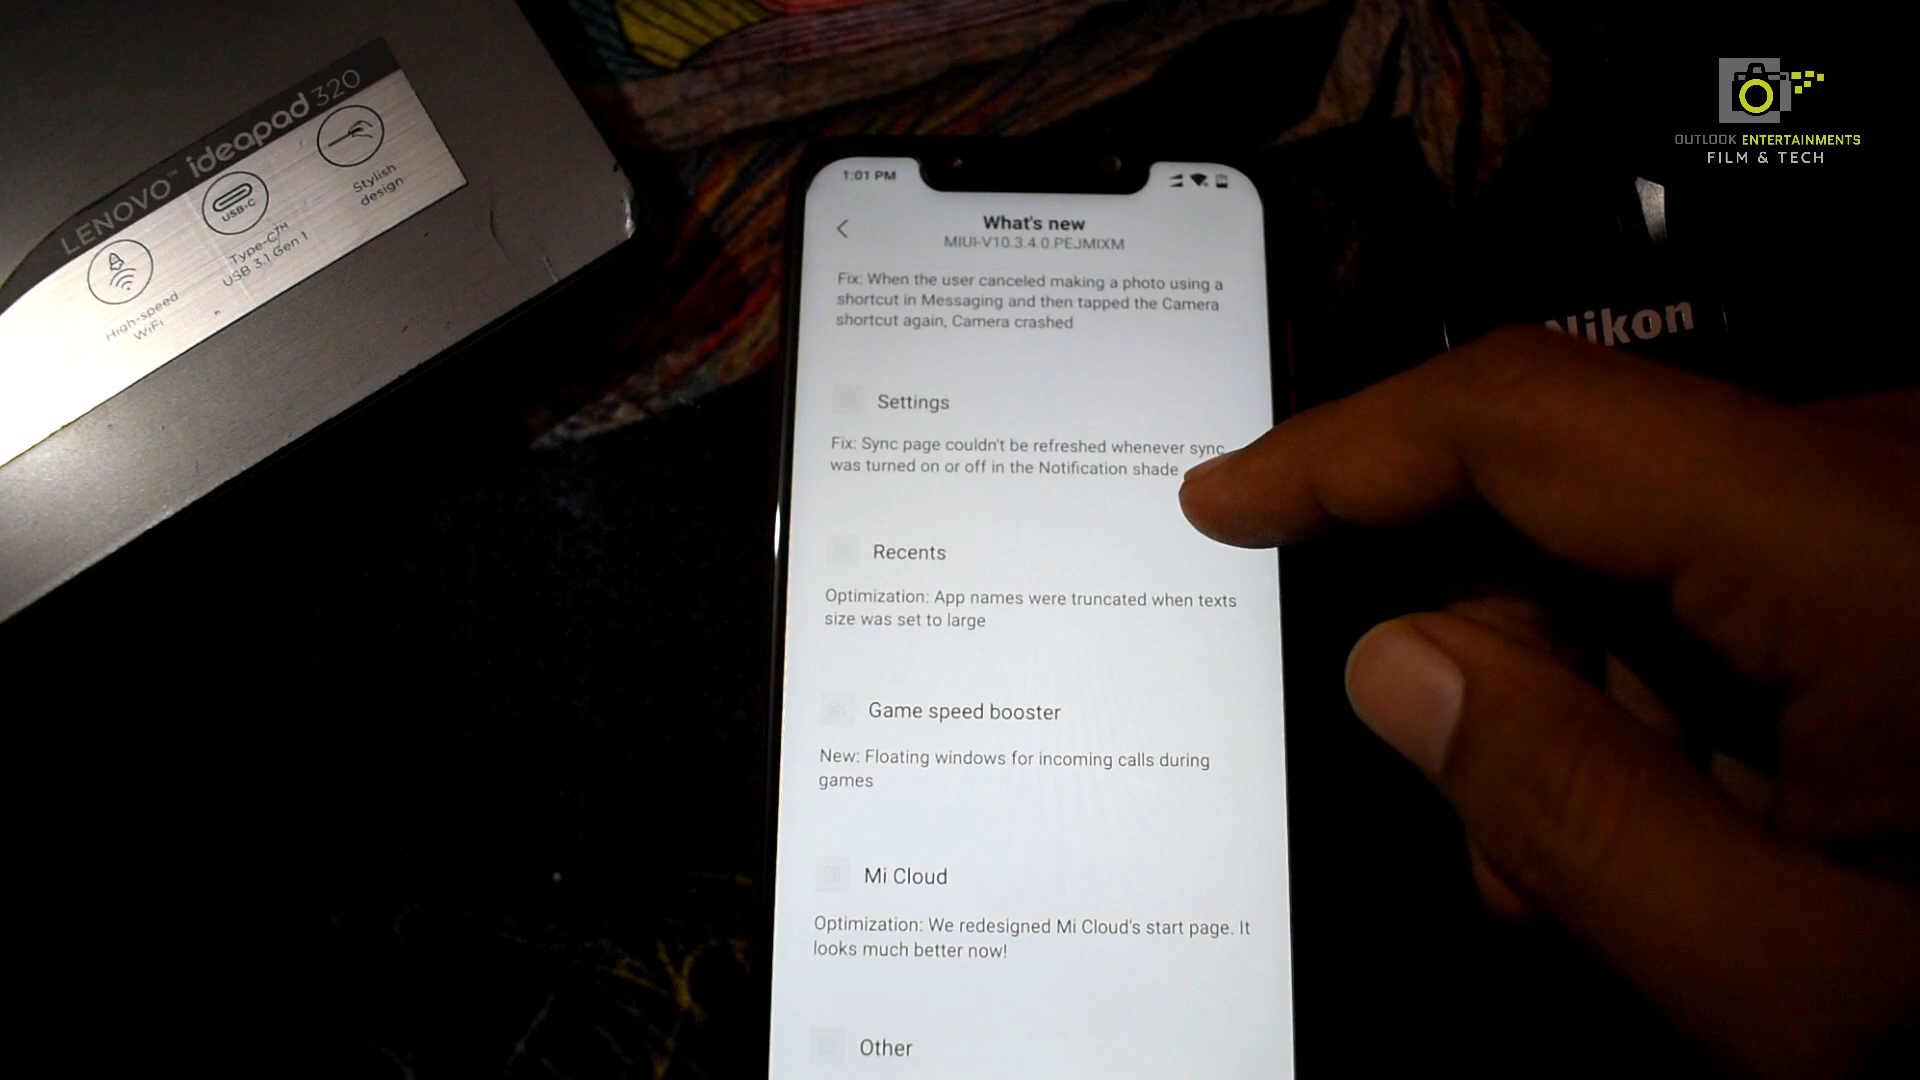 LENOVO™ ideapad 320
High-speed
WiFi
USB-C
Type-C™
USB 3.1 Gen 1
Stylish
design
OUTLOOK ENTERTAINMENTS
FILM & TECH
Nikon
1:01 PM
What's new
MIUI-V10.3.4.0.PEJMIXM
Fix: When the user canceled making a photo using a
shortcut in Messaging and then tapped the Camera
shortcut again, Camera crashed
Settings
Fix: Sync page couldn't be refreshed whenever sync
was turned on or off in the Notification shade
Recents
Optimization: App names were truncated when texts
size was set to large
Game speed booster
New: Floating windows for incoming calls during
games
Mi Cloud
Optimization: We redesigned Mi Cloud's start page. It
looks much better now!
Other